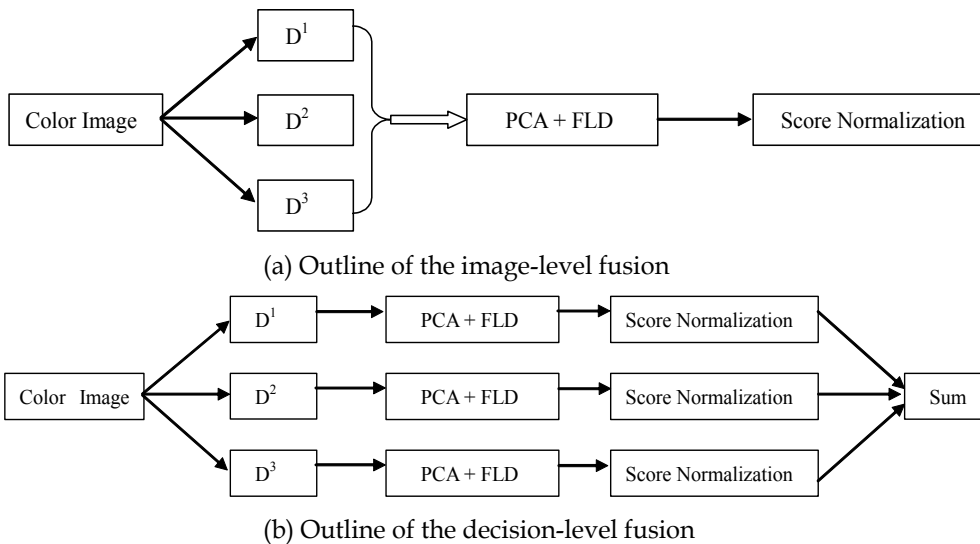 D¹
Color Image
D²
PCA + FLD
Score Normalization
D³
(a) Outline of the image-level fusion
D¹
PCA + FLD
Score Normalization
Color Image
D²
PCA + FLD
Score Normalization
Sum
D³
PCA + FLD
Score Normalization
(b) Outline of the decision-level fusion